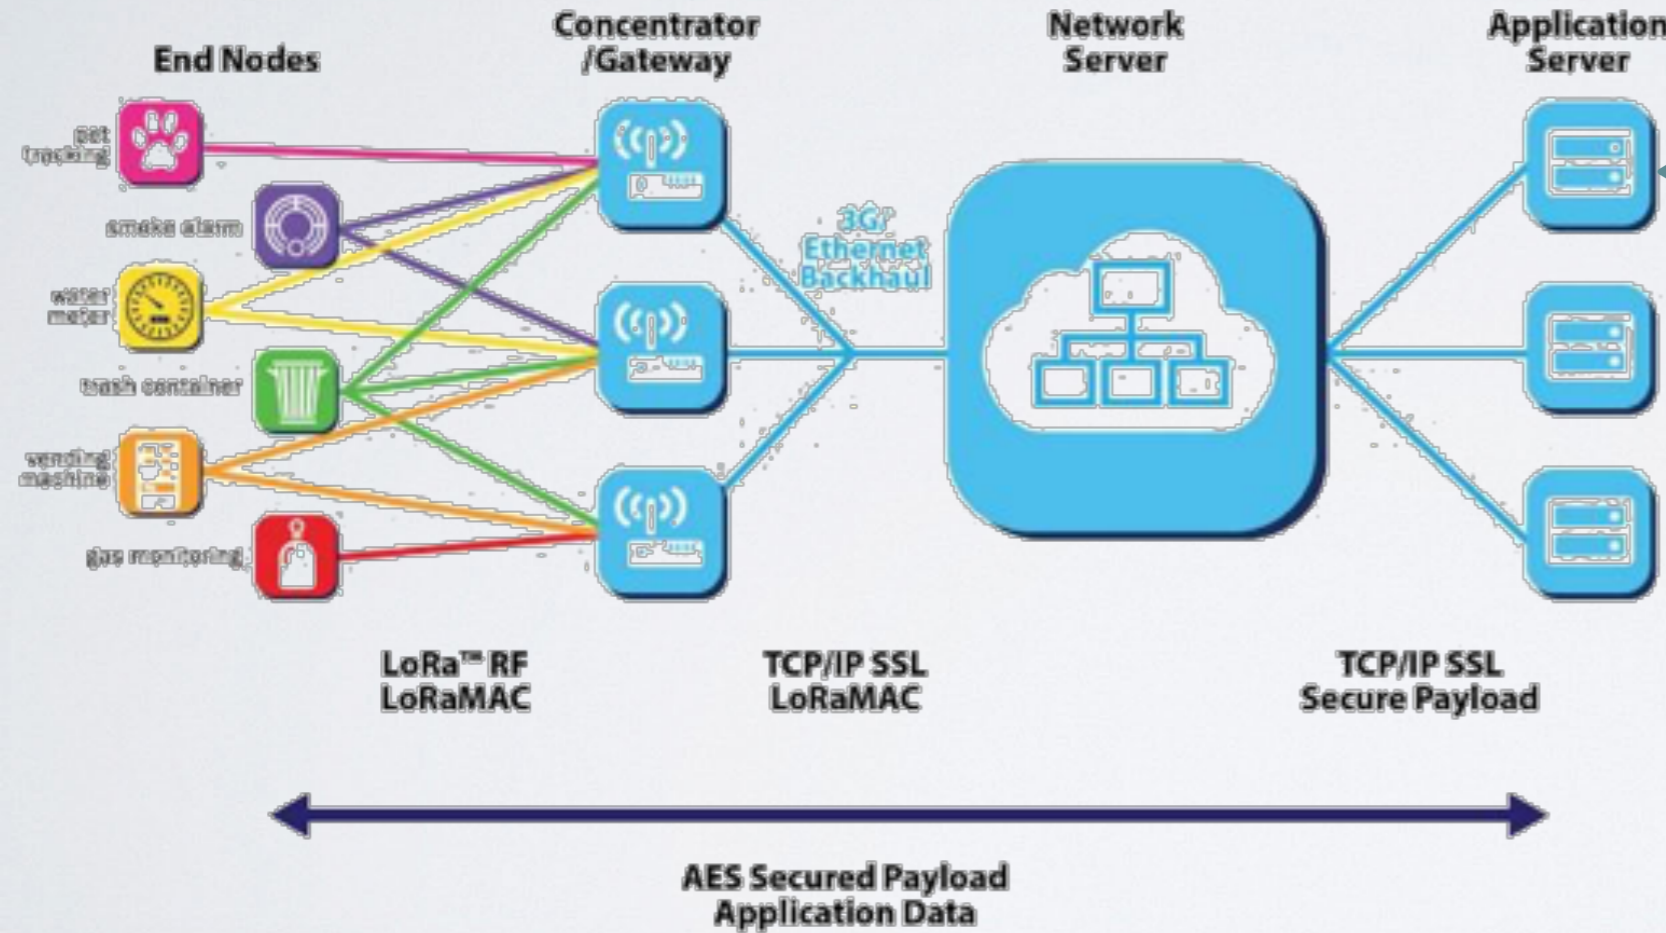 End Nodes
Concentrator
/Gateway
Network
Server
Application
Server
pet
tracking
smoke alarm
water
meter
trash container
vending
machine
gas monitoring
3G/
Ethernet
Backhaul
LoRa™ RF
LoRaMAC
TCP/IP SSL
LoRaMAC
TCP/IP SSL
Secure Payload
AES Secured Payload
Application Data